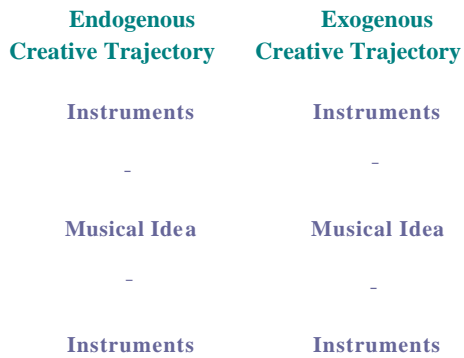 Endogenous
Creative Trajectory
Instruments
–
Musical Idea
–
Instruments
Exogenous
Creative Trajectory
Instruments
–
Musical Idea
–
Instruments